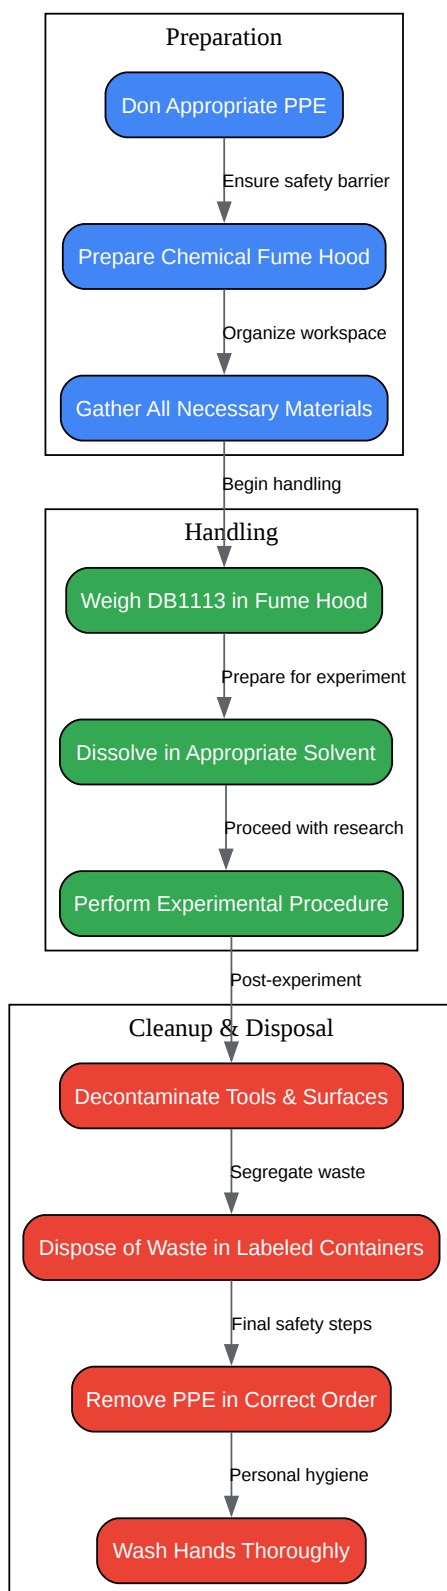 Preparation
Don Appropriate PPE
Ensure safety barrier
Prepare Chemical Fume Hood
Organize workspace
Gather All Necessary Materials
Begin handling
Handling
Weigh DB1113 in Fume Hood
Prepare for experiment
Dissolve in Appropriate Solvent
Proceed with research
Perform Experimental Procedure
Post-experiment
Cleanup & Disposal
Decontaminate Tools & Surfaces
Segregate waste
Dispose of Waste in Labeled Containers
Final safety steps
Remove PPE in Correct Order
Personal hygiene
Wash Hands Thoroughly